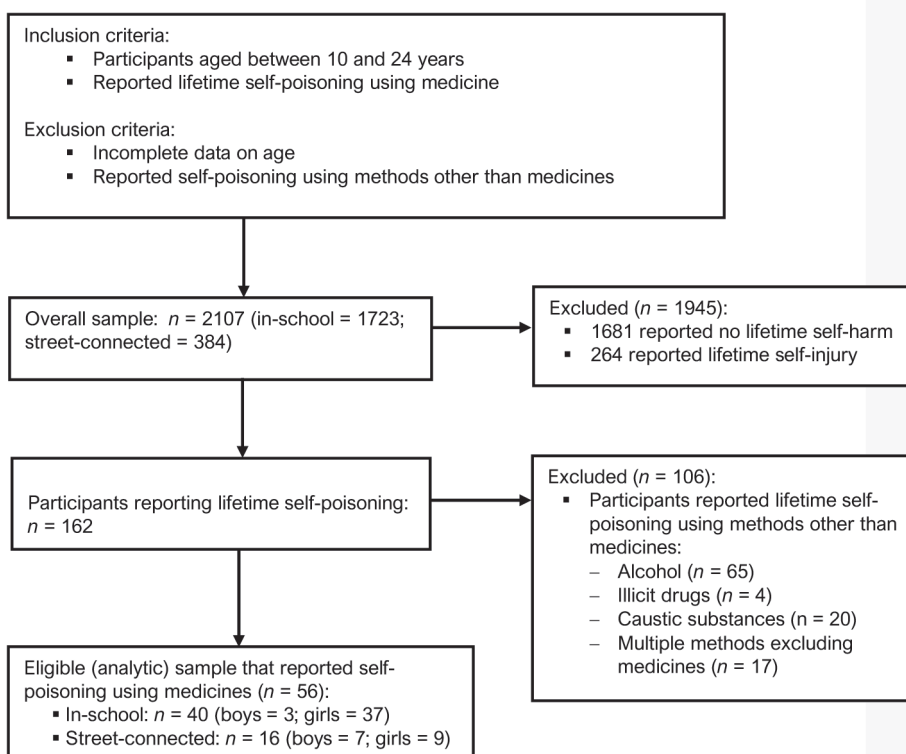 Inclusion criteria:
▪ Participants aged between 10 and 24 years
▪ Reported lifetime self-poisoning using medicine
Exclusion criteria:
▪ Incomplete data on age
▪ Reported self-poisoning using methods other than medicines
Overall sample: n = 2107 (in-school = 1723;
street-connected = 384)
Excluded (n = 1945):
▪ 1681 reported no lifetime self-harm
▪ 264 reported lifetime self-injury
Participants reporting lifetime self-poisoning:
n = 162
Excluded (n = 106):
▪ Participants reported lifetime self-
poisoning using methods other than
medicines:
– Alcohol (n = 65)
– Illicit drugs (n = 4)
– Caustic substances (n = 20)
– Multiple methods excluding
medicines (n = 17)
Eligible (analytic) sample that reported self-
poisoning using medicines (n = 56):
▪ In-school: n = 40 (boys = 3; girls = 37)
▪ Street-connected: n = 16 (boys = 7; girls = 9)